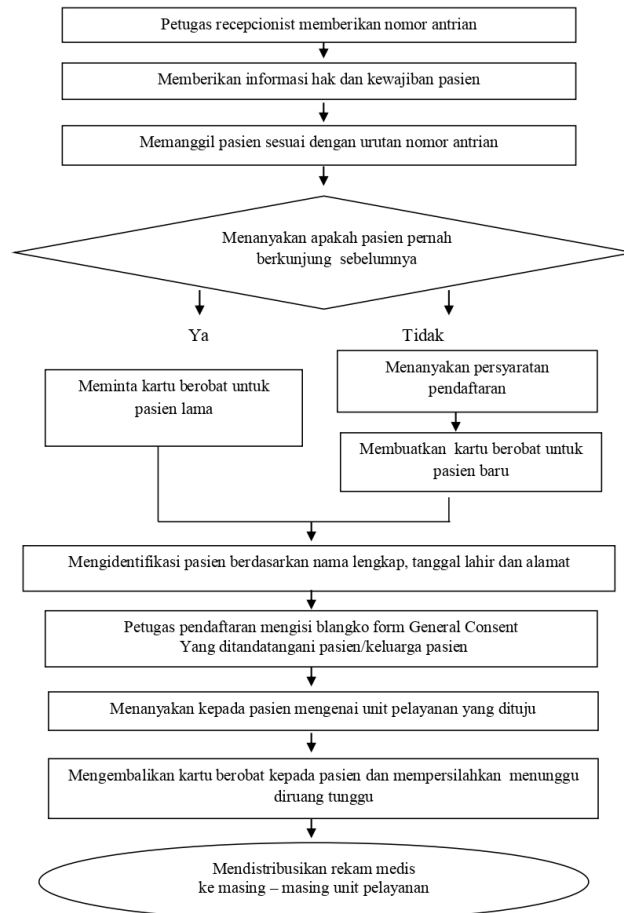 Petugas recepcionist memberikan nomor antrian
Memberikan informasi hak dan kewajiban pasien
Memanggil pasien sesuai dengan urutan nomor antrian
Menanyakan apakah pasien pernah
berkunjung sebelumnya
Ya
Tidak
Meminta kartu berobat untuk
pasien lama
Menanyakan persyaratan
pendaftaran
Membuatkan kartu berobat untuk
pasien baru
Mengidentifikasi pasien berdasarkan nama lengkap, tanggal lahir dan alamat
Petugas pendaftaran mengisi blangko form General Consent
Yang ditandatangani pasien/keluarga pasien
Menanyakan kepada pasien mengenai unit pelayanan yang dituju
Mengembalikan kartu berobat kepada pasien dan mempersilahkan menunggu
diruang tunggu
Mendistribusikan rekam medis
ke masing – masing unit pelayanan